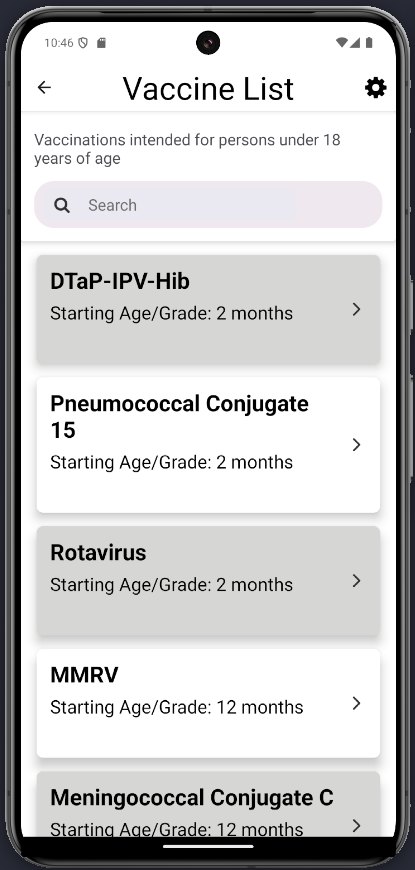 10:46
Vaccine List
Vaccinations intended for persons under 18
years of age
Search
DTaP-IPV-Hib
Starting Age/Grade: 2 months
Pneumococcal Conjugate
15
Starting Age/Grade: 2 months
Rotavirus
Starting Age/Grade: 2 months
MMRV
Starting Age/Grade: 12 months
Meningococcal Conjugate C
Starting Age/Grade: 12 months